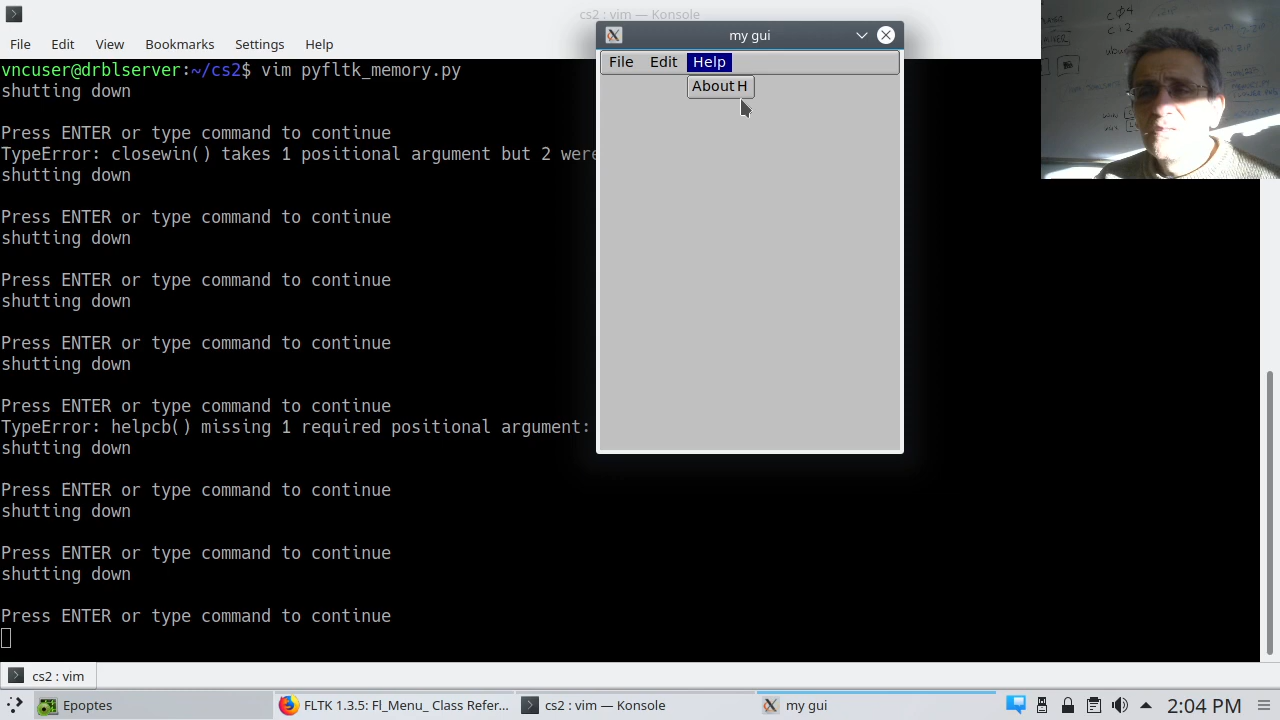 cs2 : vim — Konsole
File Edit View Bookmarks Settings Help
vncuser@drblserver:~/cs2$ vim pyfltk_memory.py
shutting down
Press ENTER or type command to continue
TypeError: closewin() takes 1 positional argument but 2 were
shutting down
Press ENTER or type command to continue
shutting down
Press ENTER or type command to continue
shutting down
Press ENTER or type command to continue
shutting down
Press ENTER or type command to continue
TypeError: helpcb() missing 1 required positional argument:
shutting down
Press ENTER or type command to continue
shutting down
Press ENTER or type command to continue
shutting down
Press ENTER or type command to continue
my gui
File Edit Help
About H
cs2 : vim
Epoptes
FLTK 1.3.5: Fl_Menu_ Class Refer...
cs2 : vim — Konsole
my gui
2:04 PM